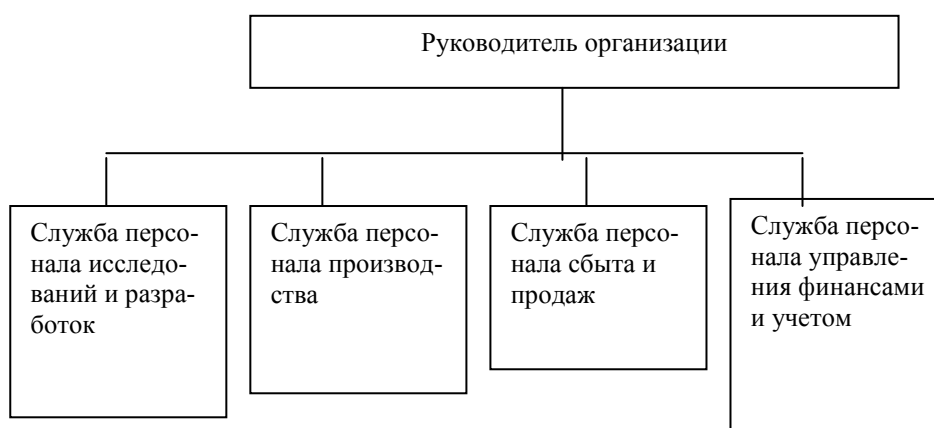 Руководитель организации
Служба персо-
нала исследо-
ваний и разра-
боток
Служба персо-
нала производ-
ства
Служба персо-
нала сбыта и
продаж
Служба персо-
нала управле-
ния финансами
и учетом